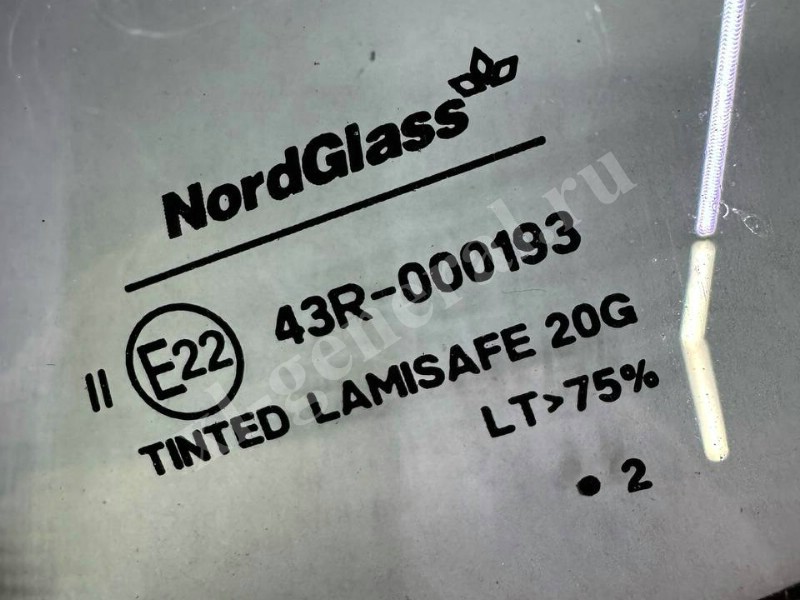 NordGlass
43R-000193
II E22
TINTED LAMISAFE 20G
LT>75%
• 2